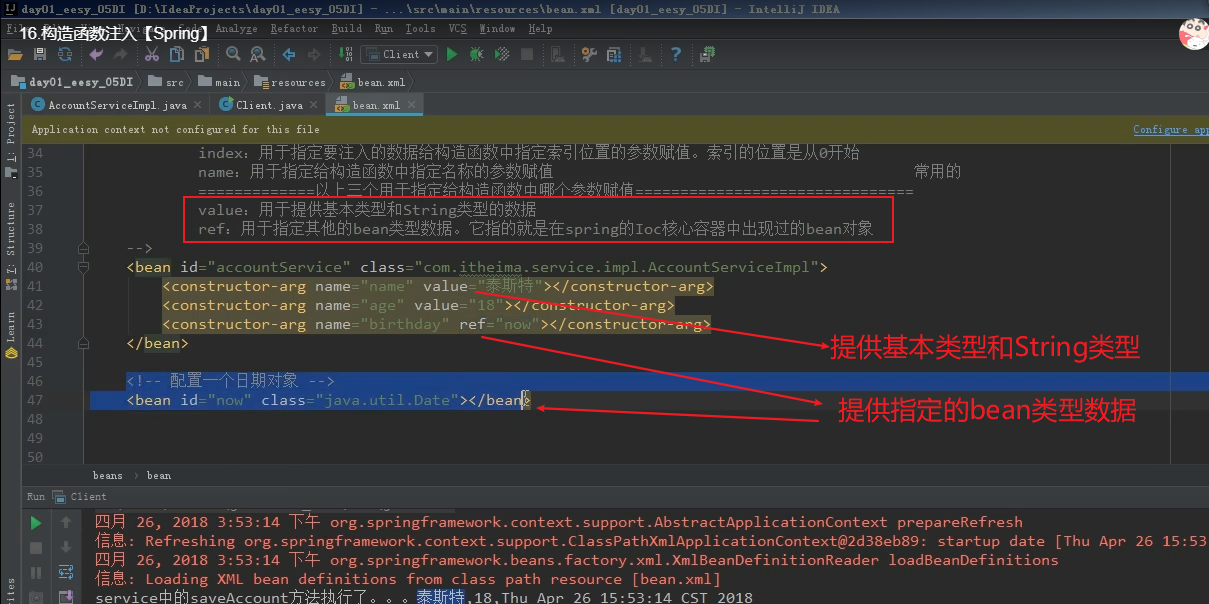 day01_eesy_05DI [D:\IdeaProjects\day01_eesy_05DI] - ...\src\main\resources\bean.xml [day01_eesy_05DI] - IntelliJ IDEA
16.构造函数注入【Spring】
Analyze Refactor Build Run Tools VCS Window Help
Client
day01_eesy_05DI src main resources bean.xml
AccountServiceImpl.java Client.java bean.xml
Application context not configured for this file Configure app
34 index: 用于指定要注入的数据给构造函数中指定索引位置的参数赋值。索引的位置是从0开始
35 name: 用于指定给构造函数中指定名称的参数赋值 常用的
36 =============以上三个用于指定给构造函数中哪个参数赋值===============================
37 value: 用于提供基本类型和String类型的数据
38 ref: 用于指定其他的bean类型数据。它指的就是在spring的Ioc核心容器中出现过的bean对象
39 -->
40 <bean id="accountService" class="com.itheima.service.impl.AccountServiceImpl">
41 <constructor-arg name="name" value="泰斯特"></constructor-arg>
42 <constructor-arg name="age" value="18"></constructor-arg>
43 <constructor-arg name="birthday" ref="now"></constructor-arg>
44 </bean>
提供基本类型和String类型
45
46 <!-- 配置一个日期对象 -->
47 <bean id="now" class="java.util.Date"></bean>
提供指定的bean类型数据
48
49
50
1: Project
7: Structure
Learn
beans bean
Run Client
四月 26, 2018 3:53:14 下午 org.springframework.context.support.AbstractApplicationContext prepareRefresh
信息: Refreshing org.springframework.context.support.ClassPathXmlApplicationContext@2d38eb89: startup date [Thu Apr 26 15:53
四月 26, 2018 3:53:14 下午 org.springframework.beans.factory.xml.XmlBeanDefinitionReader loadBeanDefinitions
信息: Loading XML bean definitions from class path resource [bean.xml]
service中的saveAccount方法执行了。。。泰斯特,18,Thu Apr 26 15:53:14 CST 2018